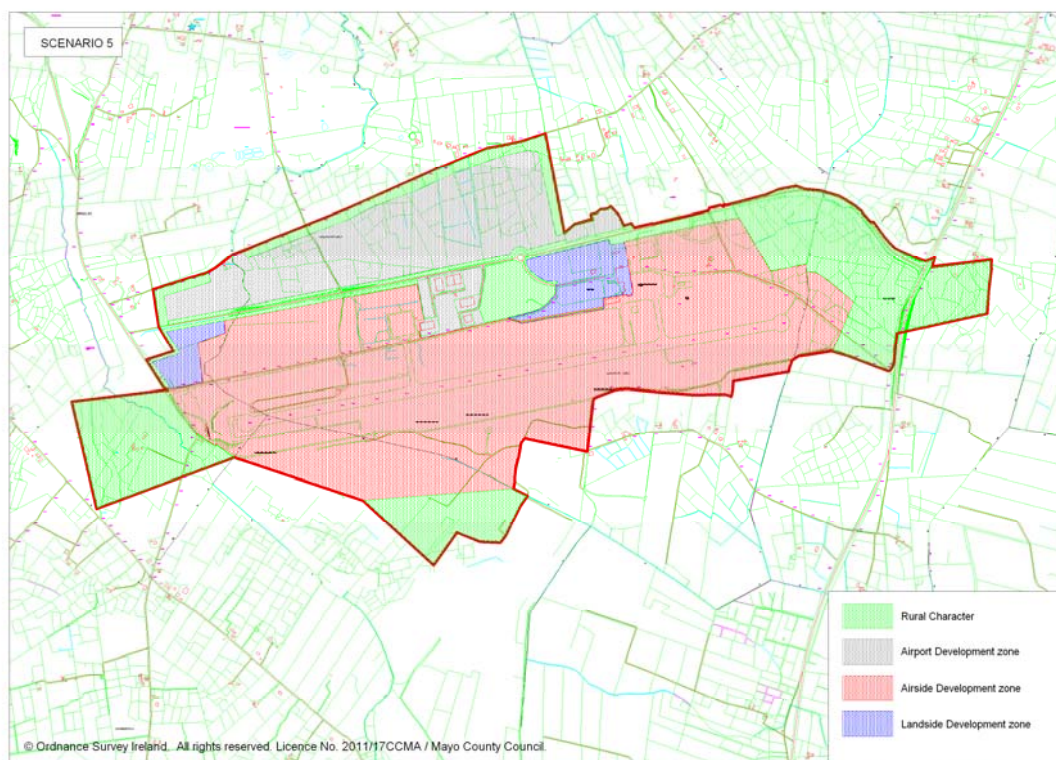 SCENARIO 5
Rural Character
Airport Development zone
Airside Development zone
Landside Development zone
© Ordnance Survey Ireland. All rights reserved. Licence No. 2011/17CCMA / Mayo County Council.